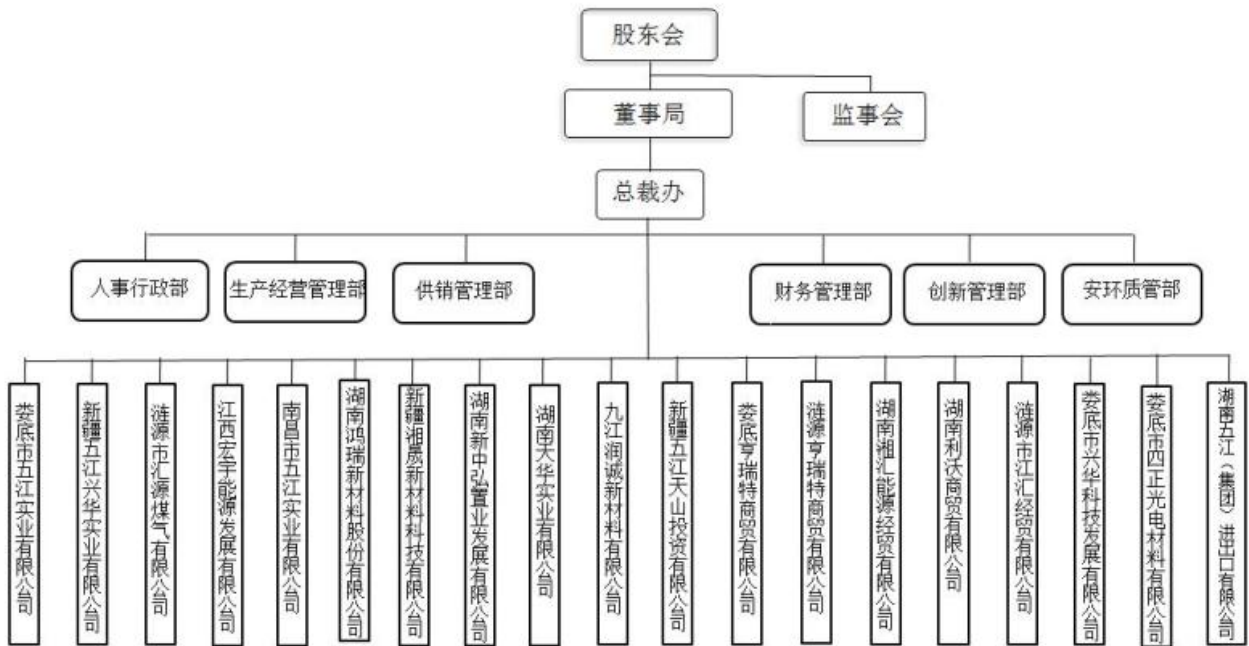 股东会
董事局
监事会
总裁办
人事行政部
生产经营管理部
供销管理部
财务管理部
创新管理部
安环质管部
娄底市五江实业有限公司
新疆五江兴华实业有限公司
涟源市汇源煤气有限公司
江西宏宇能源发展有限公司
南昌市五江实业有限公司
湖南鸿瑞新材料股份有限公司
新疆湘晟新材料科技有限公司
湖南新中弘置业发展有限公司
湖南大华实业有限公司
九江润诚新材料有限公司
新疆五江天山投资有限公司
娄底亨瑞特商贸有限公司
涟源亨瑞特商贸有限公司
湖南湘汇能源经贸有限公司
湖南利沃商贸有限公司
涟源市江汇经贸有限公司
娄底市兴华科技发展有限公司
娄底市四正光电材料有限公司
湖南五江（集团）进出口有限公司